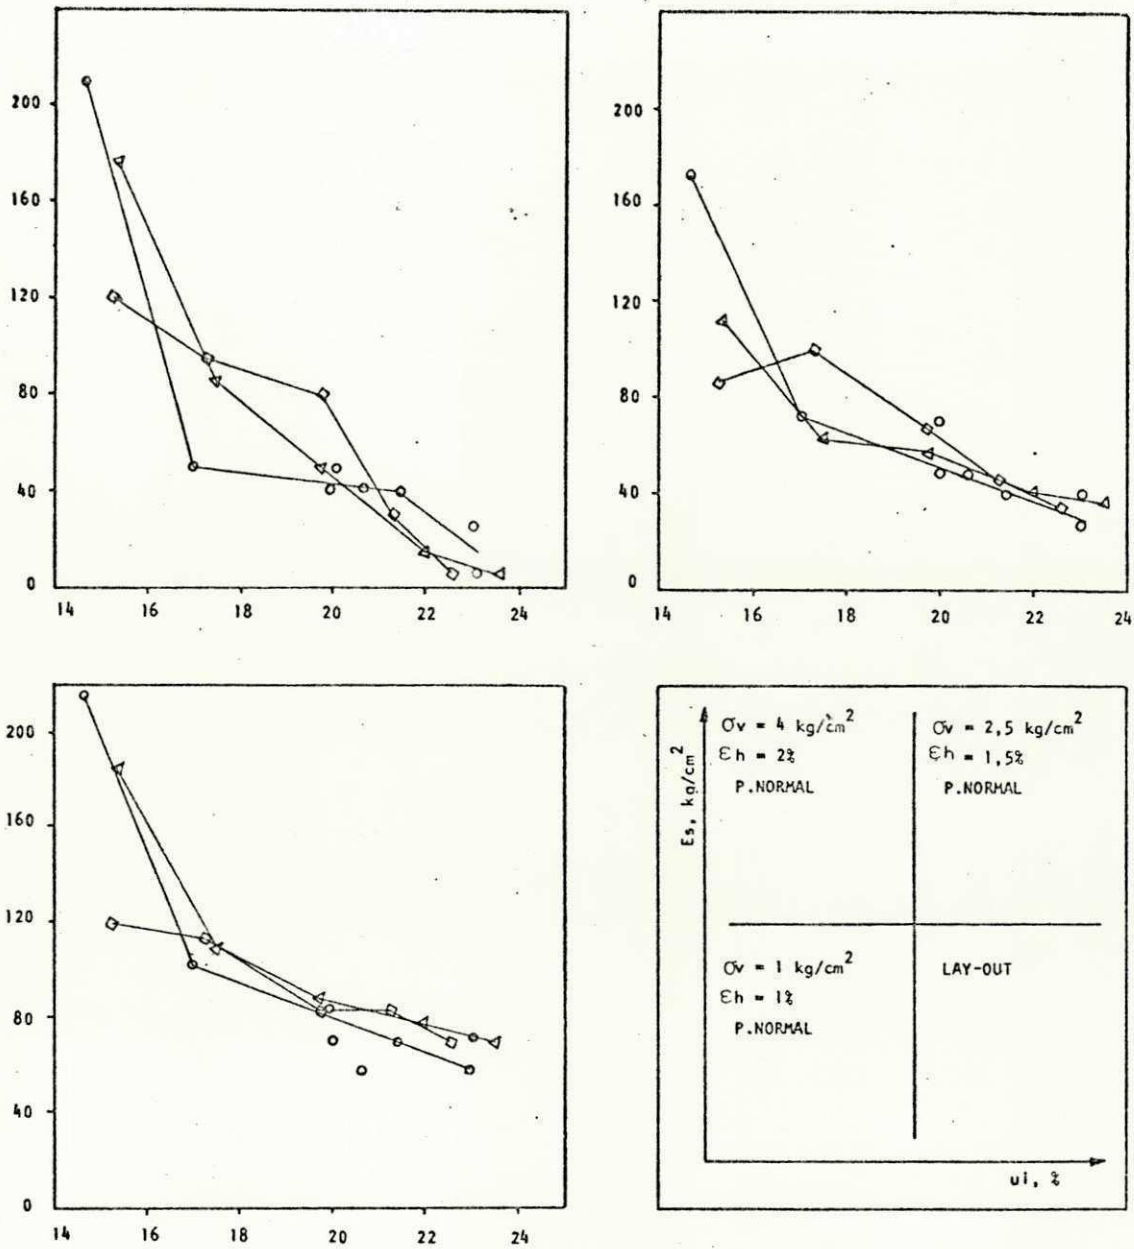 200
160
120
80
40
0
14 16 18 20 22 24
200
160
120
80
40
0
14 16 18 20 22 24
200
160
120
80
40
0
14 16 18 20 22 24
Es, kg/cm²
σv = 4 kg/cm²
εh = 2%
P.NORMAL
σv = 2,5 kg/cm²
εh = 1,5%
P.NORMAL
σv = 1 kg/cm²
εh = 1%
P.NORMAL
LAY-OUT
ui, %